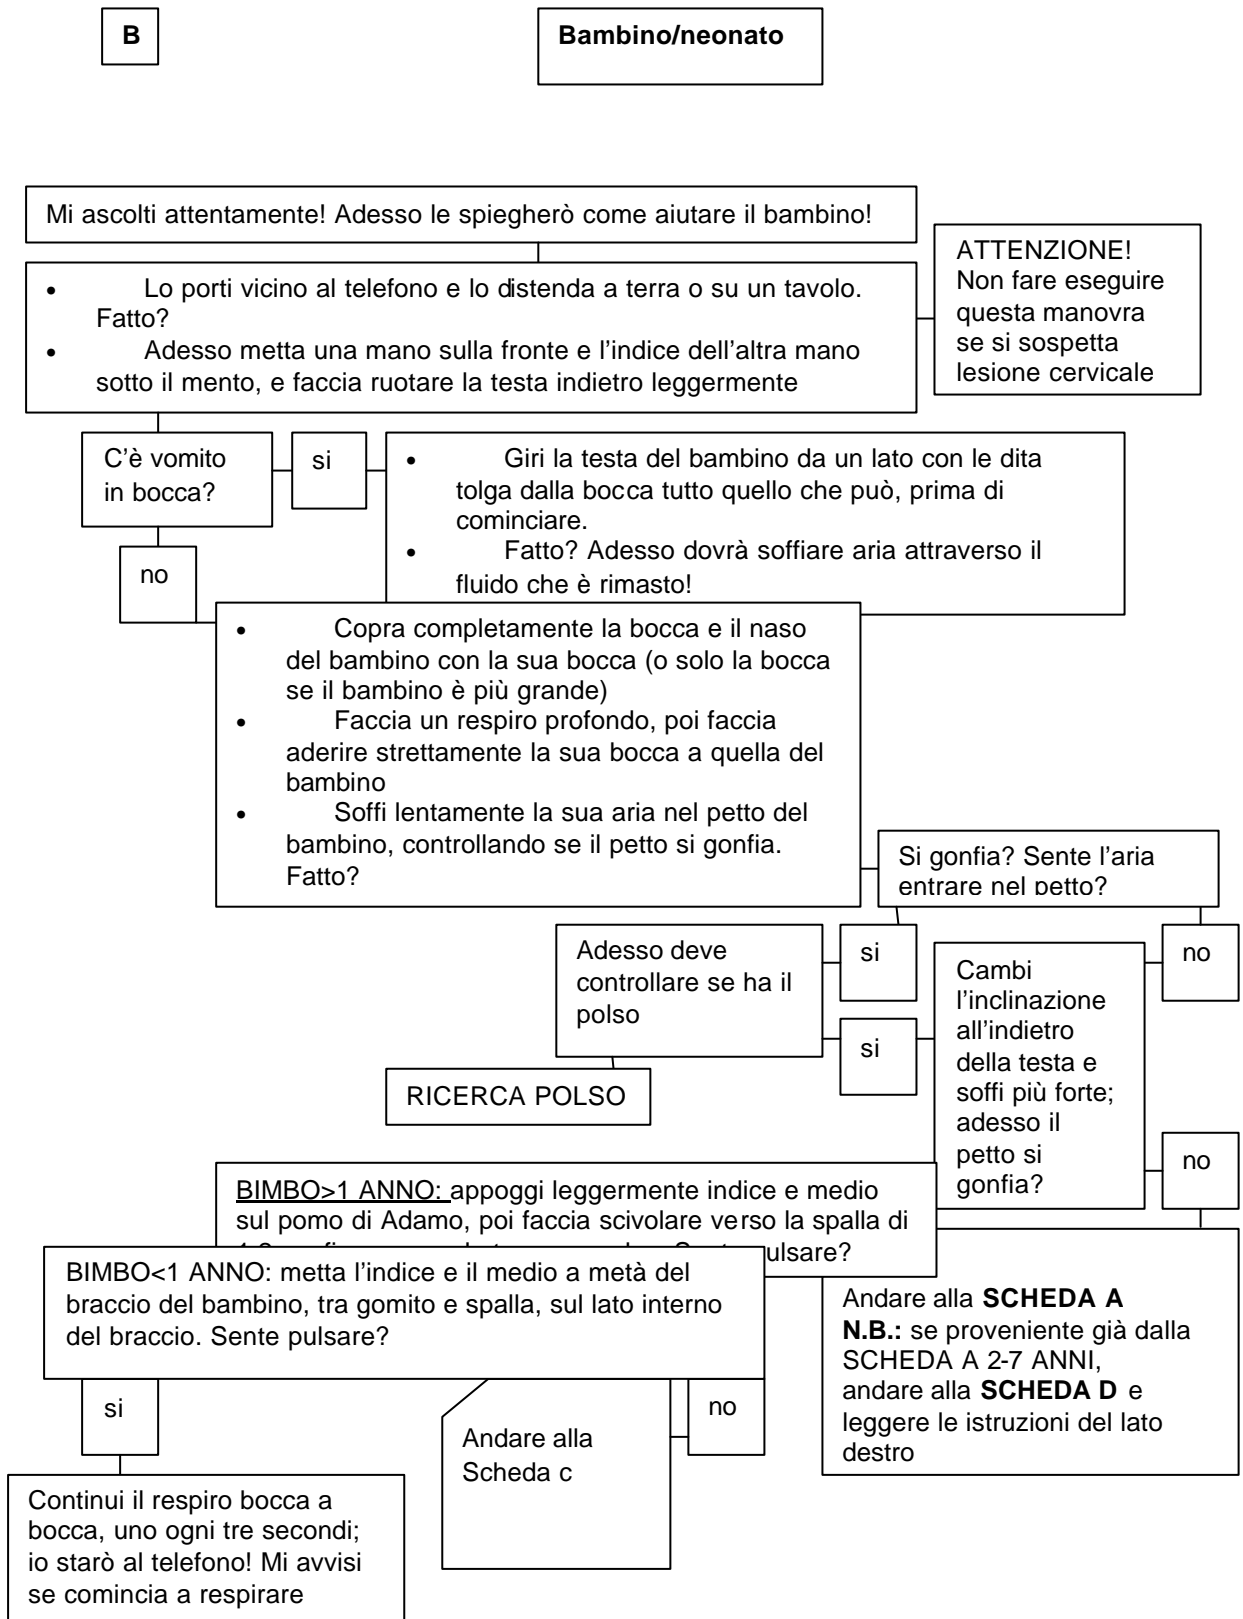 B
Bambino/neonato
Mi ascolti attentamente! Adesso le spiegherò come aiutare il bambino!
• Lo porti vicino al telefono e lo distenda a terra o su un tavolo.
Fatto?
• Adesso metta una mano sulla fronte e l'indice dell'altra mano
sotto il mento, e faccia ruotare la testa indietro leggermente
ATTENZIONE!
Non fare eseguire
questa manovra
se si sospetta
lesione cervicale
C'è vomito
in bocca?
si
• Giri la testa del bambino da un lato con le dita
tolga dalla bocca tutto quello che può, prima di
cominciare.
• Fatto? Adesso dovrà soffiare aria attraverso il
fluido che è rimasto!
no
• Copra completamente la bocca e il naso
del bambino con la sua bocca (o solo la bocca
se il bambino è più grande)
• Faccia un respiro profondo, poi faccia
aderire strettamente la sua bocca a quella del
bambino
• Soffi lentamente la sua aria nel petto del
bambino, controllando se il petto si gonfia.
Fatto?
Si gonfia? Sente l'aria
entrare nel petto?
si
no
Adesso deve
controllare se ha il
polso
si
Cambi
l'inclinazione
all'indietro
della testa e
soffi più forte;
adesso il
petto si
gonfia?
no
RICERCA POLSO
BIMBO>1 ANNO: appoggi leggermente indice e medio
sul pomo di Adamo, poi faccia scivolare verso la spalla di
ulsare?
BIMBO<1 ANNO: metta l'indice e il medio a metà del
braccio del bambino, tra gomito e spalla, sul lato interno
del braccio. Sente pulsare?
Andare alla SCHEDA A
N.B.: se proveniente già dalla
SCHEDA A 2-7 ANNI,
andare alla SCHEDA D e
leggere le istruzioni del lato
destro
si
no
Andare alla
Scheda c
Continui il respiro bocca a
bocca, uno ogni tre secondi;
io starò al telefono! Mi avvisi
se comincia a respirare